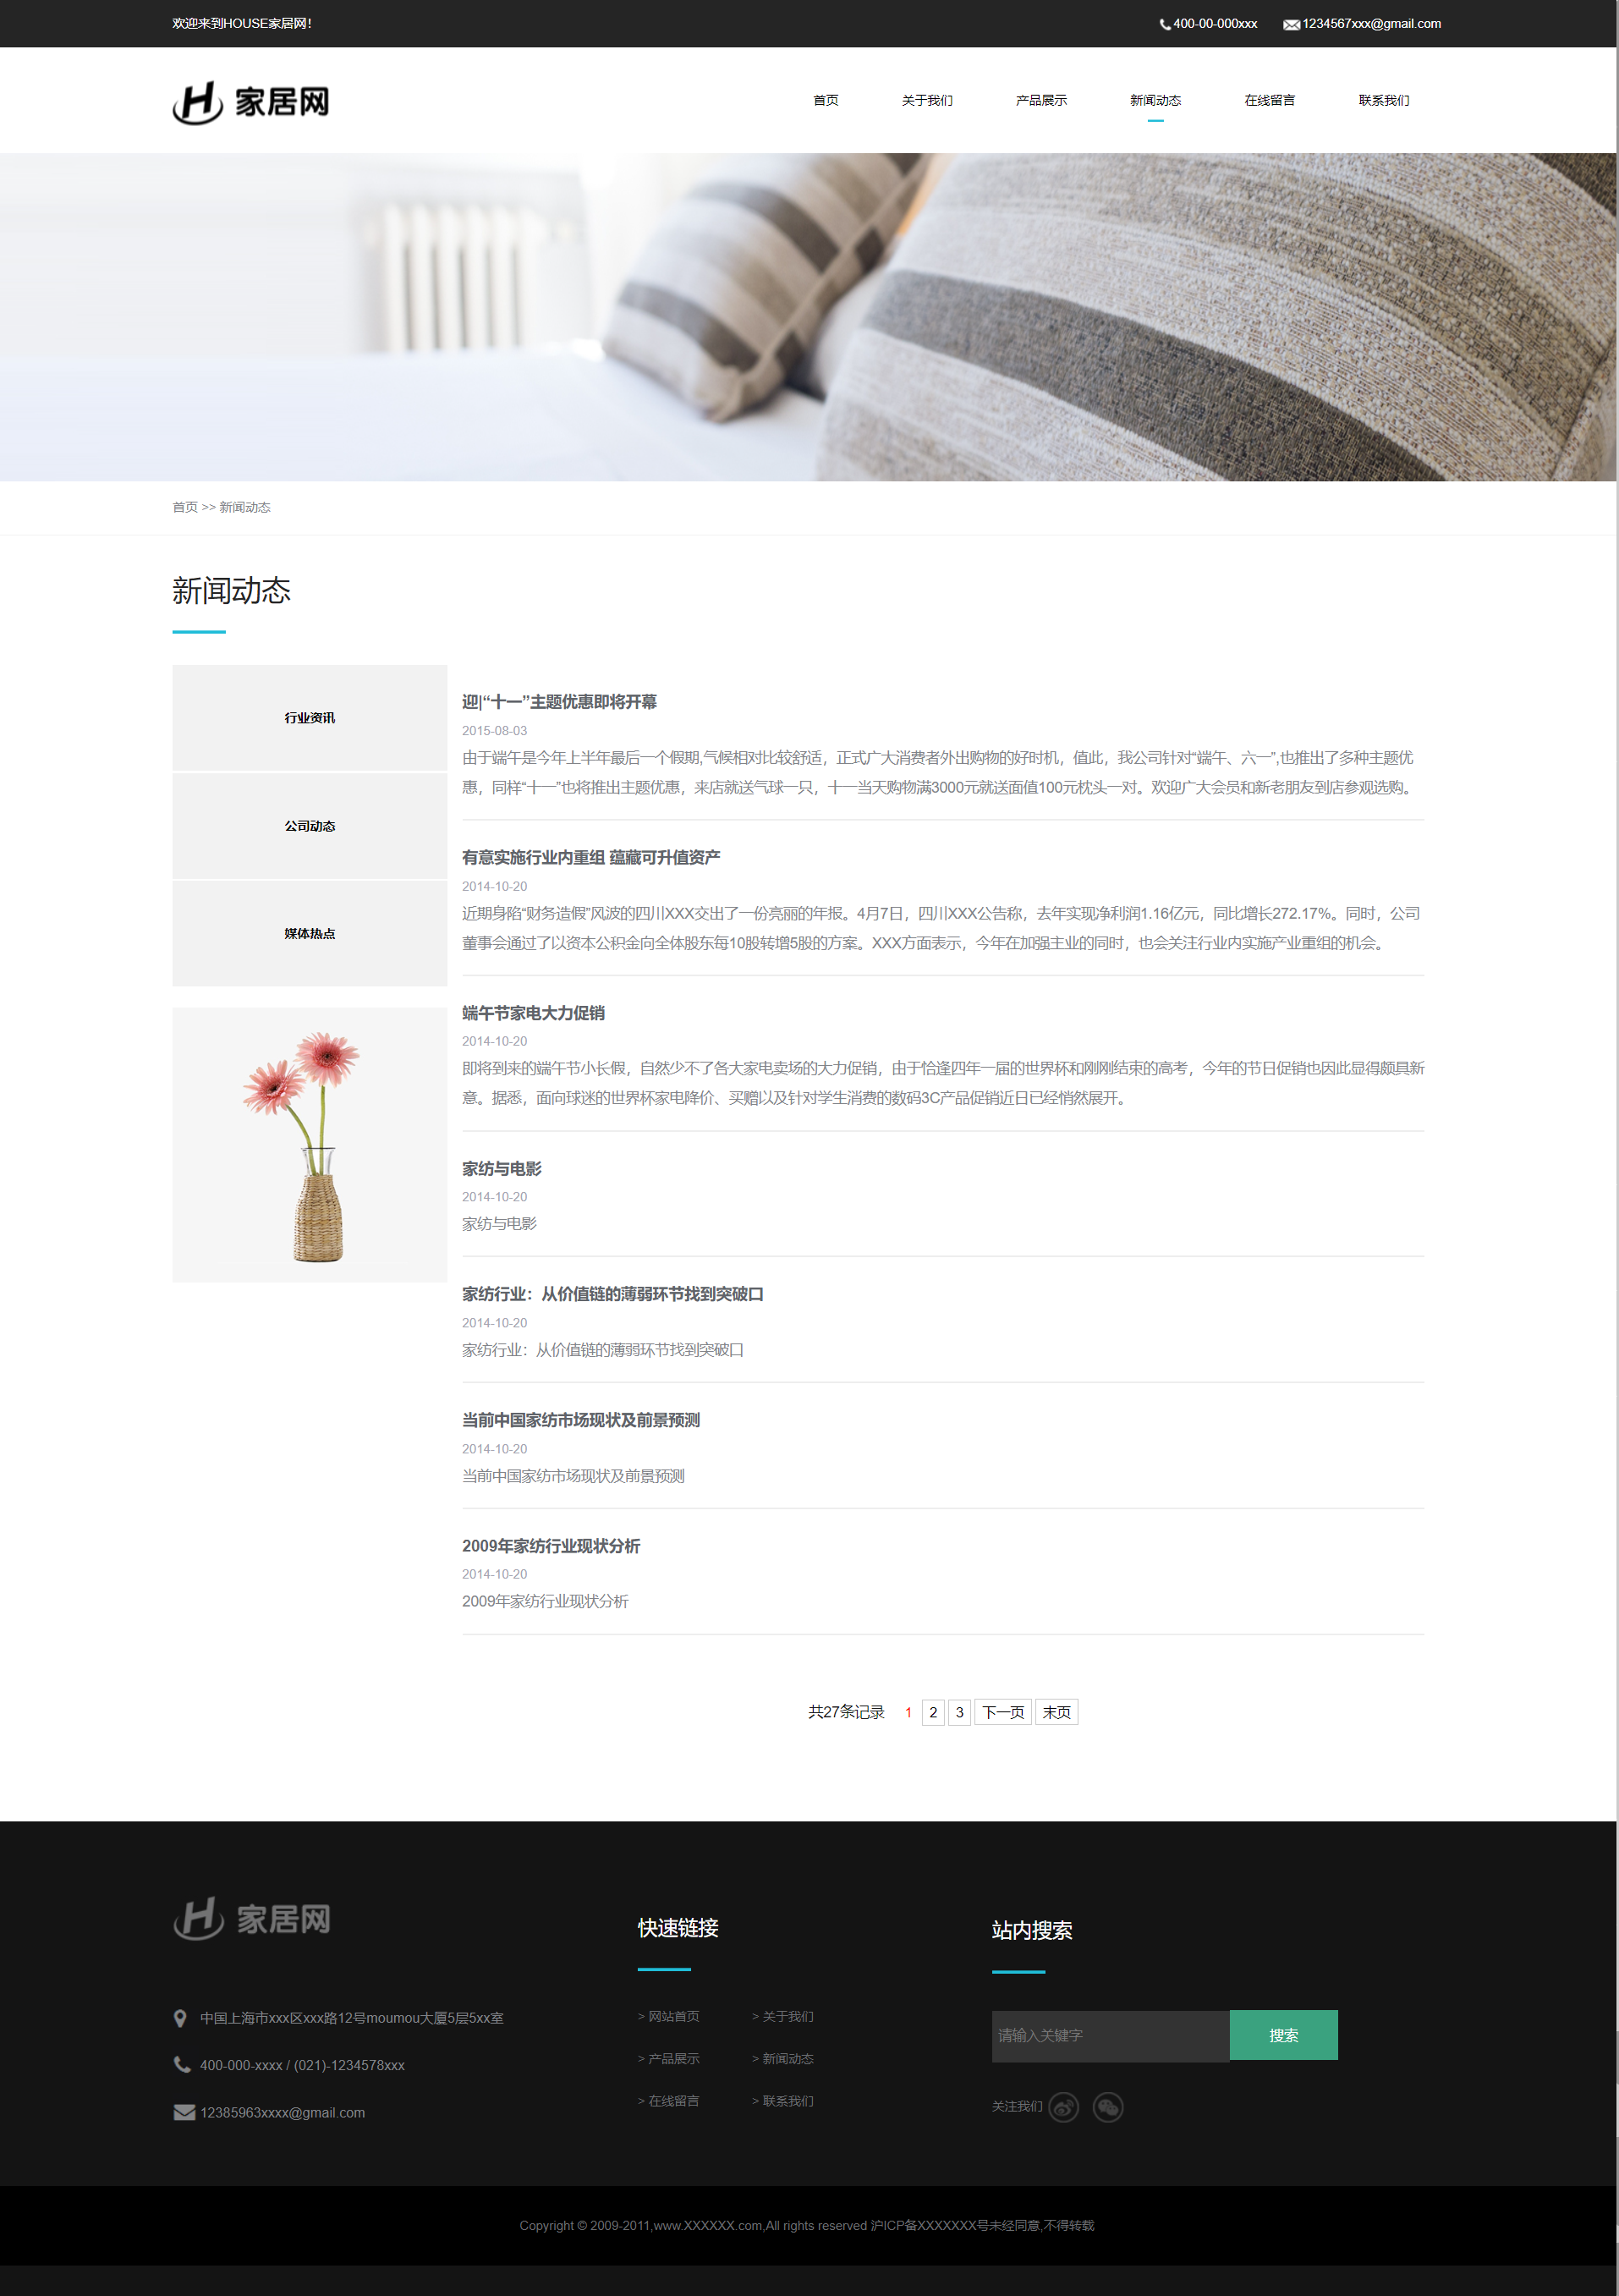 欢迎来到HOUSE家居网!
400-00-000xxx
1234567xxx@gmail.com
家居网
首页
关于我们
产品展示
新闻动态
在线留言
联系我们
首页 >> 新闻动态
新闻动态
行业资讯
公司动态
媒体热点
迎|“十一”主题优惠即将开幕
2015-08-03
由于端午是今年上半年最后一个假期,气候相对比较舒适，正式广大消费者外出购物的好时机，值此，我公司针对“端午、六一”,也推出了多种主题优
惠，同样“十一”也将推出主题优惠，来店就送气球一只，十一当天购物满3000元就送面值100元枕头一对。欢迎广大会员和新老朋友到店参观选购。
有意实施行业内重组 蕴藏可升值资产
2014-10-20
近期身陷“财务造假”风波的四川XXX交出了一份亮丽的年报。4月7日，四川XXX公告称，去年实现净利润1.16亿元，同比增长272.17%。同时，公司
董事会通过了以资本公积金向全体股东每10股转增5股的方案。XXX方面表示，今年在加强主业的同时，也会关注行业内实施产业重组的机会。
端午节家电大力促销
2014-10-20
即将到来的端午节小长假，自然少不了各大家电卖场的大力促销，由于恰逢四年一届的世界杯和刚刚结束的高考，今年的节日促销也因此显得颇具新
意。据悉，面向球迷的世界杯家电降价、买赠以及针对学生消费的数码3C产品促销近日已经悄然展开。
家纺与电影
2014-10-20
家纺与电影
家纺行业：从价值链的薄弱环节找到突破口
2014-10-20
家纺行业：从价值链的薄弱环节找到突破口
当前中国家纺市场现状及前景预测
2014-10-20
当前中国家纺市场现状及前景预测
2009年家纺行业现状分析
2014-10-20
2009年家纺行业现状分析
共27条记录 1 2 3 下一页 末页
家居网
中国上海市xxx区xxx路12号moumou大厦5层5xx室
400-000-xxxx / (021)-1234578xxx
12385963xxxx@gmail.com
快速链接
> 网站首页
> 关于我们
> 产品展示
> 新闻动态
> 在线留言
> 联系我们
站内搜索
请输入关键字
搜索
关注我们
Copyright © 2009-2011,www.XXXXXX.com,All rights reserved 沪ICP备XXXXXXX号未经同意,不得转载